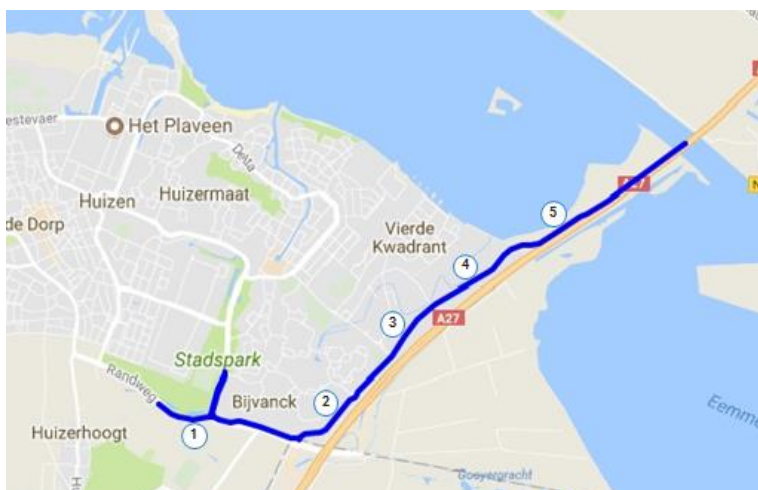 estevaer
Het Plaveen
Delta
Huizermaat
Huizen
de Dorp
Vierde
Kwadrant
5
A27
N
4
3
A27
Stadspark
Randweg
Bijvanck
2
1
Huizerhoogt
Eemme
Gooyergracht